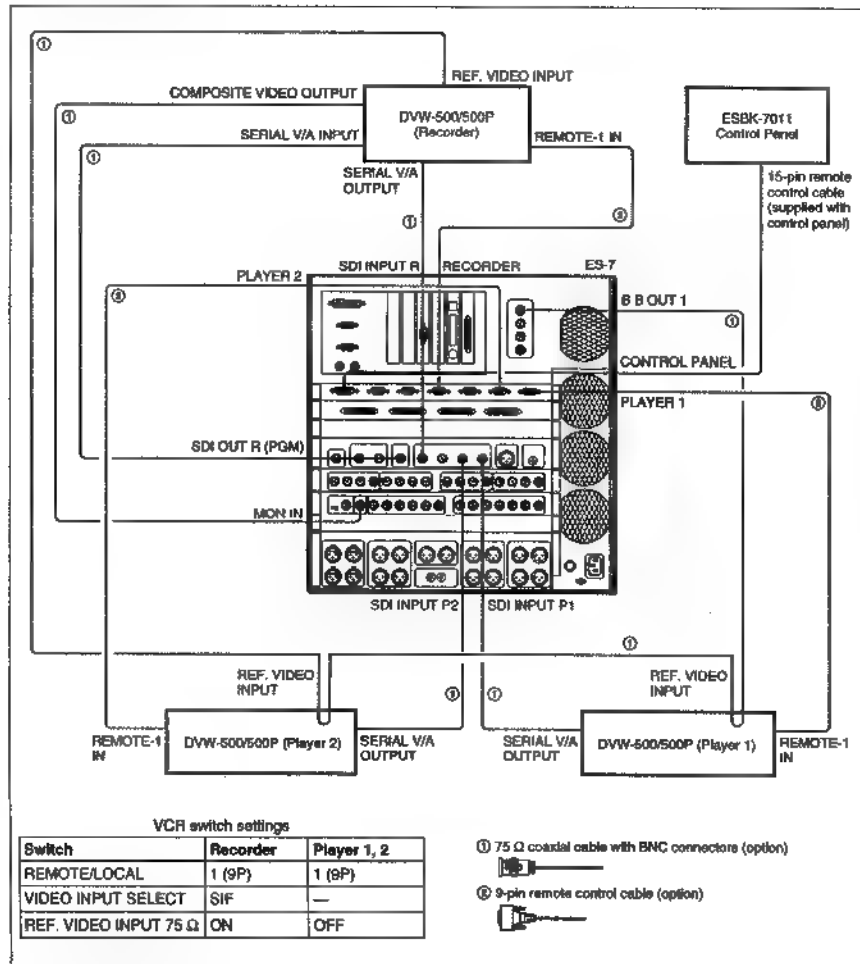 ①
REF. VIDEO INPUT
COMPOSITE VIDEO OUTPUT
①
DVW-500/500P
(Recorder)
ESBK-7011
Control Panel
SERIAL V/A INPUT
REMOTE-1 IN
①
SERIAL V/A
OUTPUT
15-pin remote
control cable
(supplied with
control panel)
①
②
SDI INPUT R
RECORDER
ES-7
PLAYER 2
②
B B OUT 1
①
CONTROL PANEL
PLAYER 1
②
SDI OUT R (PGM)
MON IN
SDI INPUT P2
SDI INPUT P1
①
REF. VIDEO
INPUT
①
①
REF. VIDEO
INPUT
REMOTE-1
IN
DVW-500/500P (Player 2)
SERIAL V/A
OUTPUT
SERIAL V/A
OUTPUT
DVW-500/500P (Player 1)
REMOTE-1
IN
VCR switch settings
Switch Recorder Player 1, 2
REMOTE/LOCAL 1 (9P) 1 (9P)
VIDEO INPUT SELECT SIF —
REF. VIDEO INPUT 75 Ω ON OFF
① 75 Ω coaxial cable with BNC connectors (option)
② 9-pin remote control cable (option)